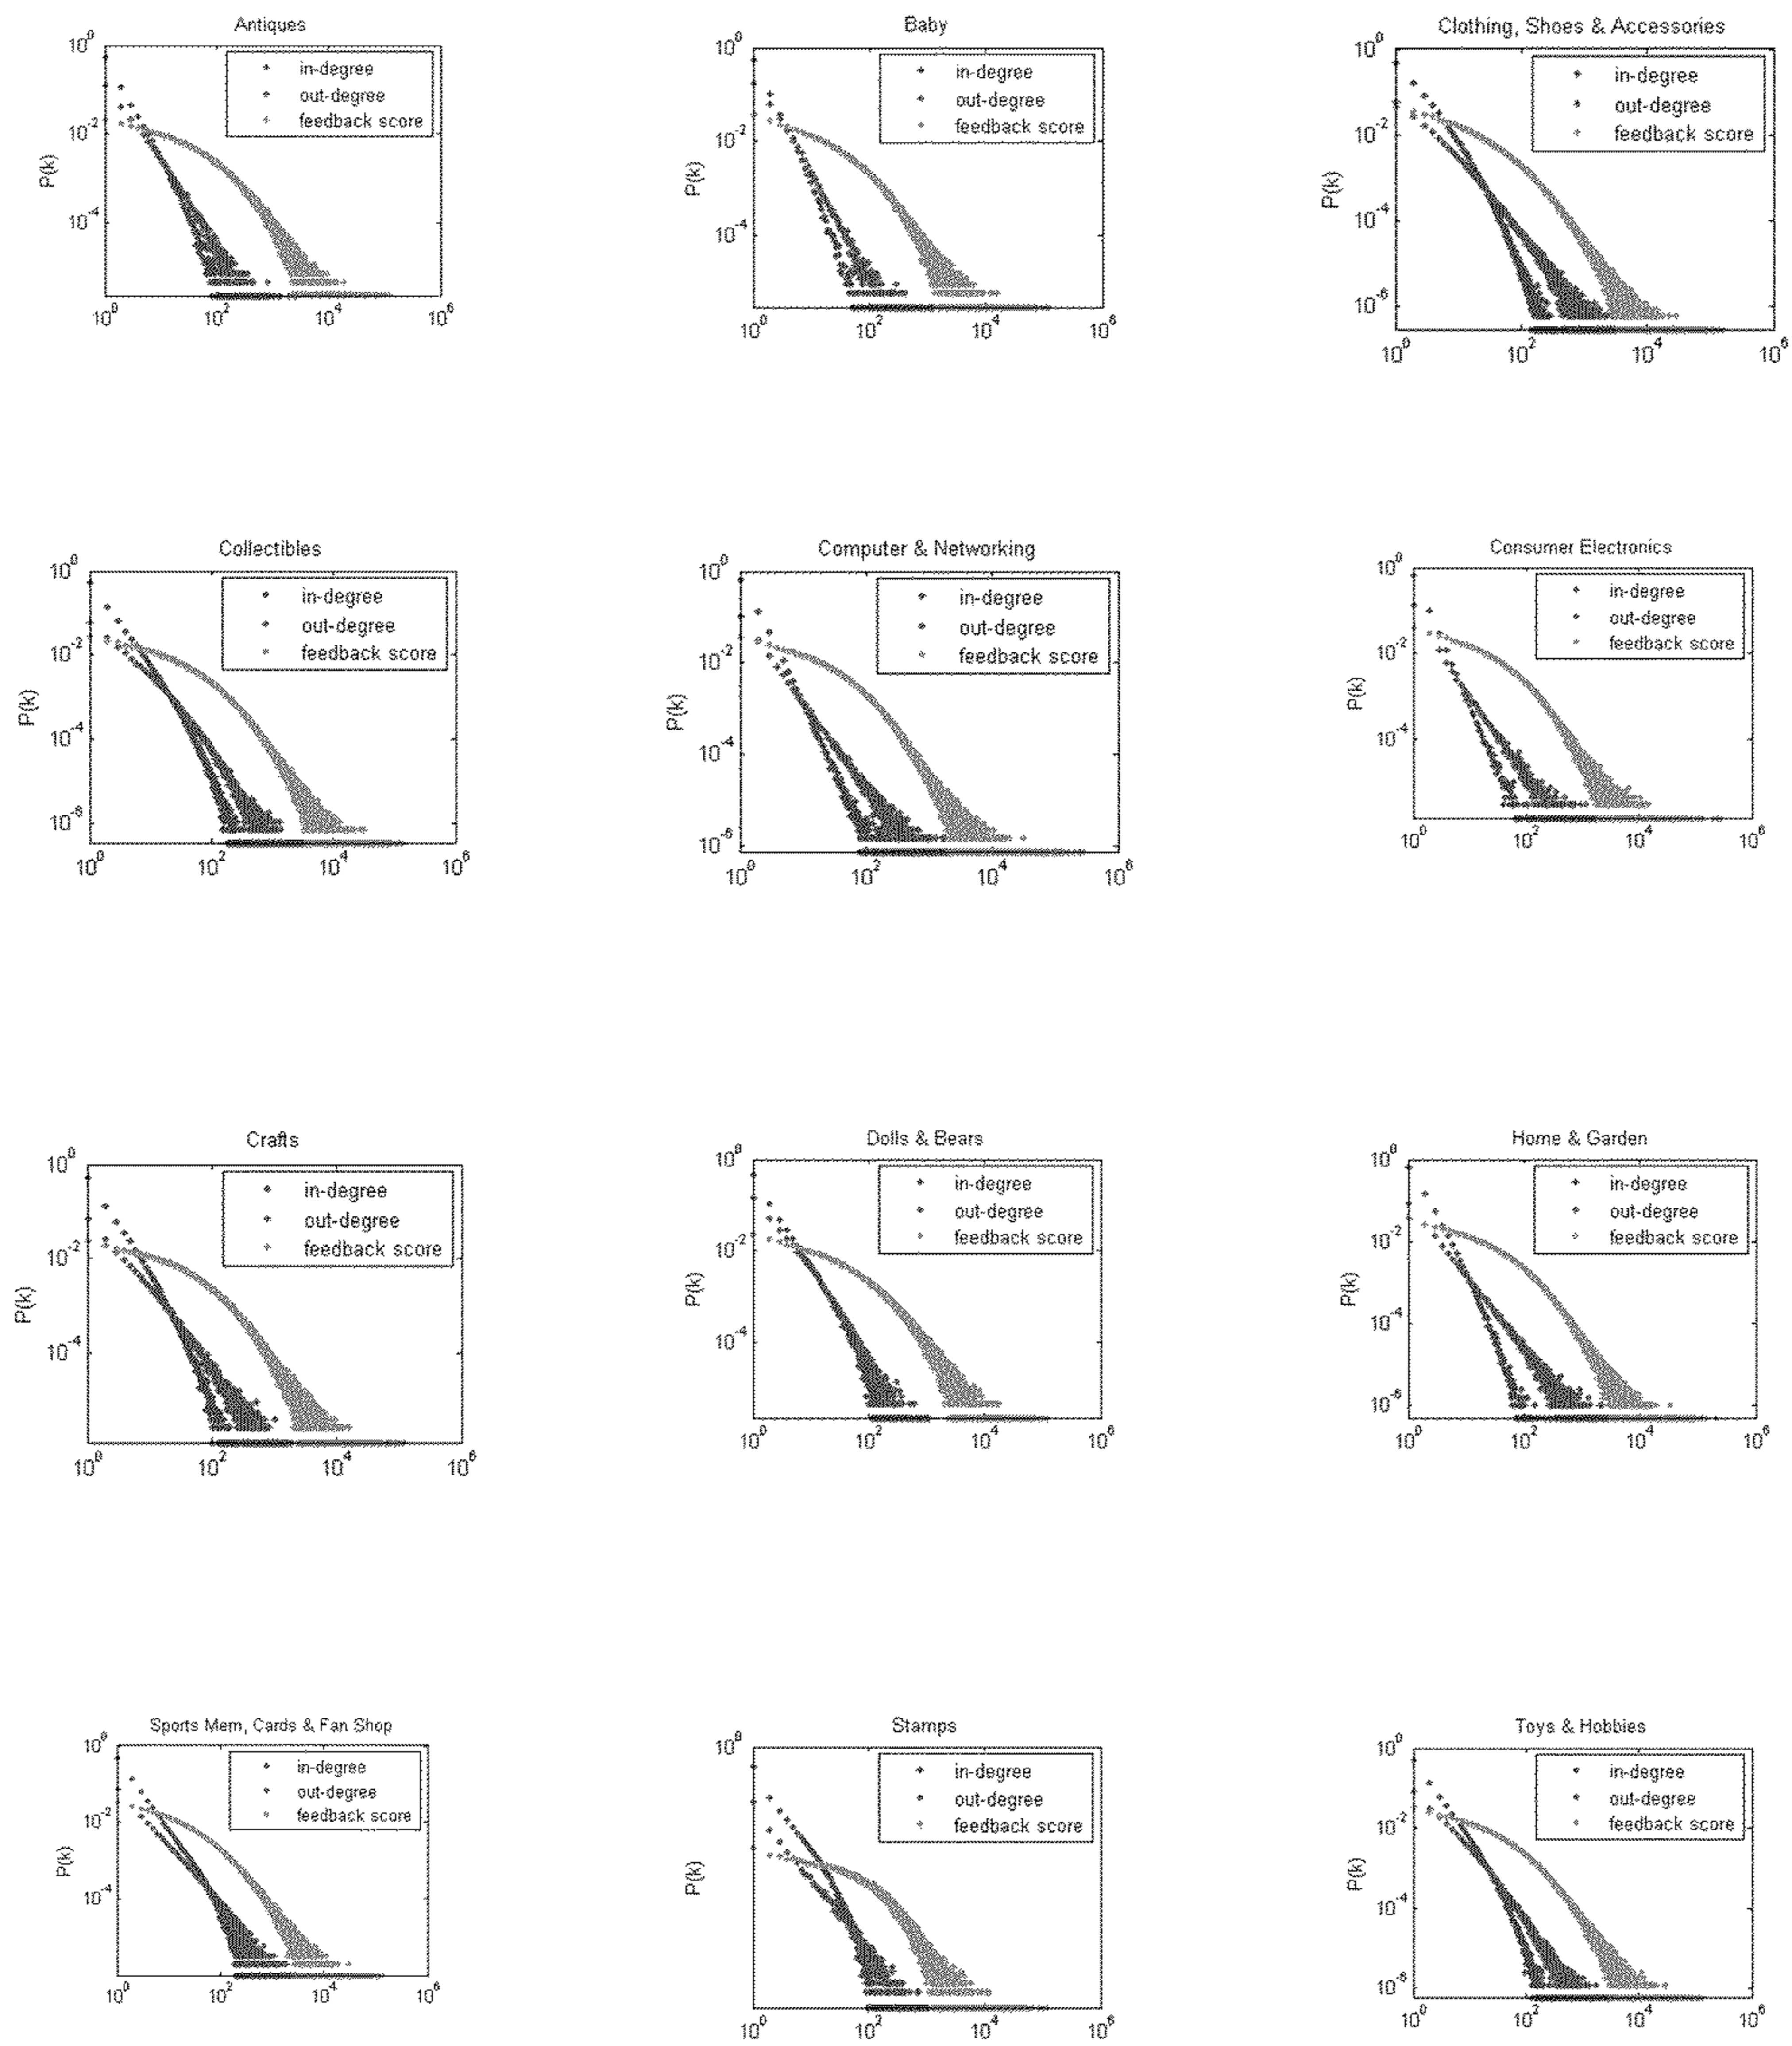 Antiques
10^0
in-degree
out-degree
feedback score
10^-2
P(k)
10^-4
10^0 10^2 10^4 10^6
Baby
10^0
in-degree
out-degree
feedback score
10^-2
P(k)
10^-4
10^0 10^2 10^4 10^6
Clothing, Shoes & Accessories
10^0
in-degree
out-degree
feedback score
10^-2
P(k)
10^-4
10^-6
10^0 10^2 10^4 10^6
Collectibles
10^0
in-degree
out-degree
feedback score
10^-2
P(k)
10^-4
10^-6
10^0 10^2 10^4 10^6
Computer & Networking
10^0
in-degree
out-degree
feedback score
10^-2
P(k)
10^-4
10^-6
10^0 10^2 10^4 10^6
Consumer Electronics
10^0
in-degree
out-degree
feedback score
10^-2
P(k)
10^-4
10^0 10^2 10^4 10^6
Crafts
10^0
in-degree
out-degree
feedback score
10^-2
P(k)
10^-4
10^0 10^2 10^4 10^6
Dolls & Bears
10^0
in-degree
out-degree
feedback score
10^-2
P(k)
10^-4
10^0 10^2 10^4 10^6
Home & Garden
10^0
in-degree
out-degree
feedback score
10^-2
P(k)
10^-4
10^-6
10^0 10^2 10^4 10^6
Sports Mem, Cards & Fan Shop
10^0
in-degree
out-degree
feedback score
10^-2
P(k)
10^-4
10^0 10^2 10^4 10^6
Stamps
10^0
in-degree
out-degree
feedback score
P(k)
10^0 10^2 10^4 10^6
Toys & Hobbies
10^0
in-degree
out-degree
feedback score
10^-2
P(k)
10^-4
10^-6
10^0 10^2 10^4 10^6